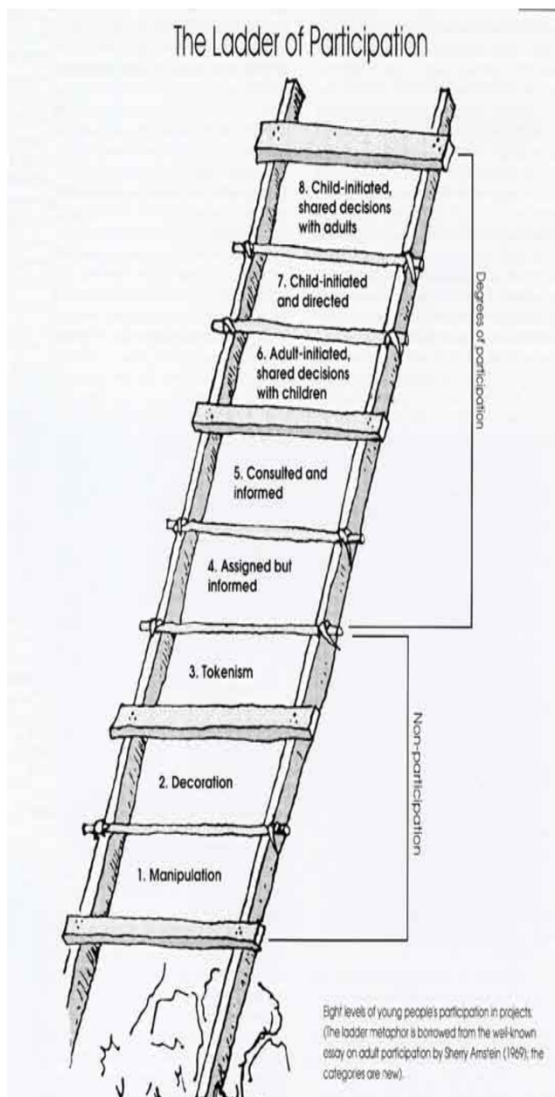 The Ladder of Participation
8. Child-initiated,
shared decisions
with adults
7. Child-initiated
and directed
6. Adult-initiated,
shared decisions
with children
5. Consulted and
informed
4. Assigned but
informed
Degrees of participation
3. Tokenism
2. Decoration
1. Manipulation
Non-participation
Eight levels of young people's participation in projects.
(The ladder metaphor is borrowed from the well-known
essay on adult participation by Sherry Arnstein (1969); the
categories are new).